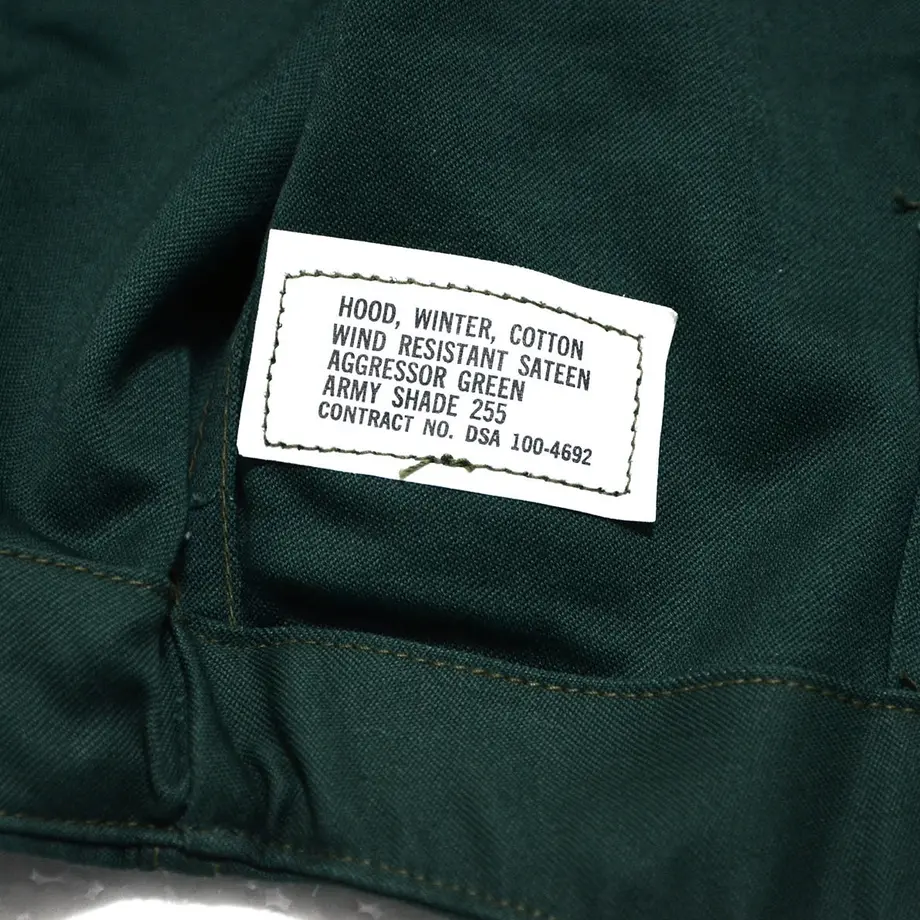 HOOD, WINTER, COTTON
WIND RESISTANT SATEEN
AGGRESSOR GREEN
ARMY SHADE 255
CONTRACT NO. DSA 100-4692